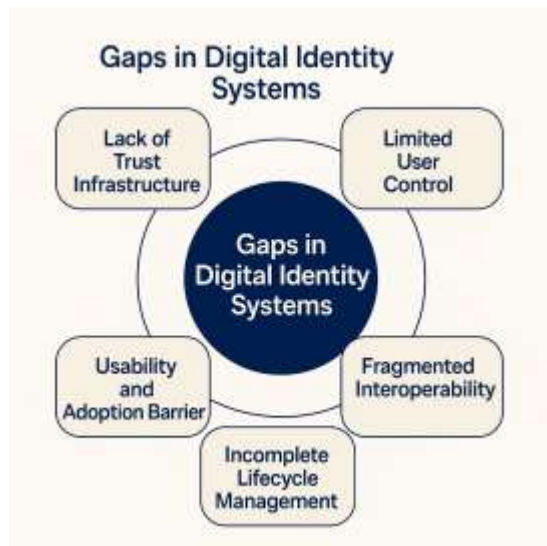 Gaps in Digital Identity
Systems
Lack of
Trust
Infrastructure
Limited
User
Control
Gaps in
Digital Identity
Systems
Usability
and
Adoption Barrier
Fragmented
Interoperability
Incomplete
Lifecycle
Management